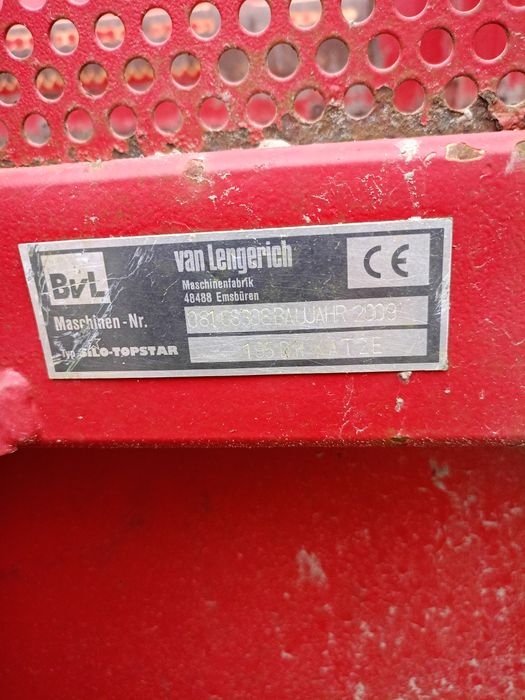 BvL
van Lengerich
Maschinenfabrik
48488 Emsbüren
CE
Maschinen-Nr. BAUJAHR 2009
Typ SILO-TOPSTAR